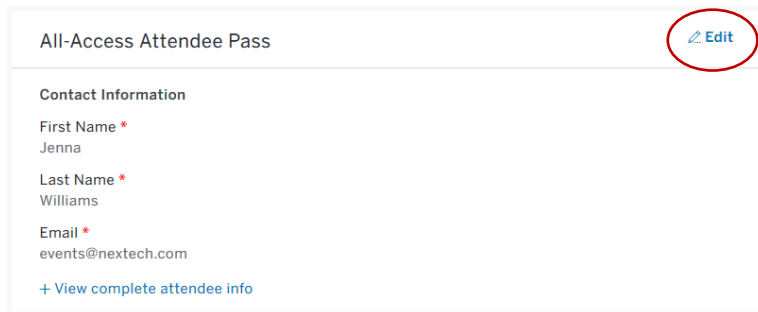 All-Access Attendee Pass
Edit
Contact Information
First Name *
Jenna
Last Name *
Williams
Email *
events@nextech.com
+ View complete attendee info